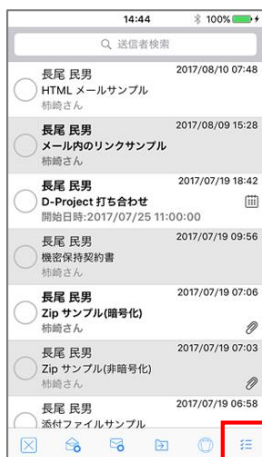 14:44 100%
送信者検索
長尾 民男 2017/08/10 07:48
HTML メールサンプル
柿崎さん
長尾 民男 2017/08/09 15:28
メール内のリンクサンプル
柿崎さん
長尾 民男 2017/07/19 18:42
D-Project 打ち合わせ
開始日時:2017/07/25 11:00:00
長尾 民男 2017/07/19 09:56
機密保持契約書
柿崎さん
長尾 民男 2017/07/19 07:06
Zip サンプル(暗号化)
柿崎さん
長尾 民男 2017/07/19 07:03
Zip サンプル(非暗号化)
柿崎さん
長尾 民男 2017/07/19 06:58
添付ファイルサンプル